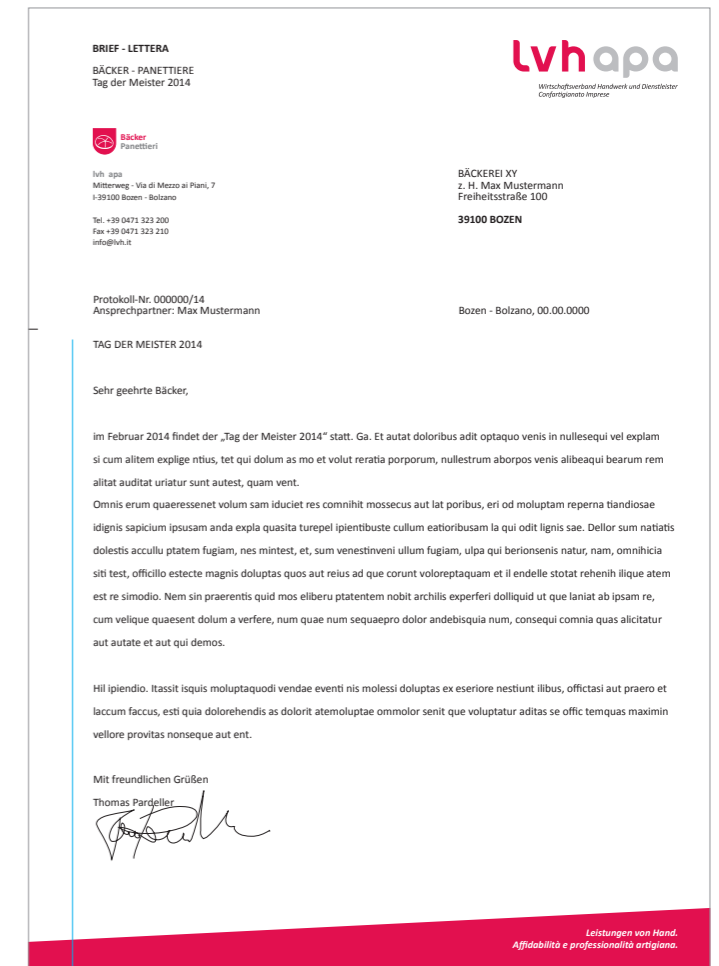 BRIEF - LETTERA
BÄCKER - PANETTIERE
Tag der Meister 2014
lvh apa
Wirtschaftsverband Handwerk und Dienstleister
Confartigianato Imprese
Bäcker
Panettieri
lvh apa
Mitterweg - Via di Mezzo ai Piani, 7
I-39100 Bozen - Bolzano
Tel. +39 0471 323 200
Fax +39 0471 323 210
info@lvh.it
BÄCKEREI XY
z. H. Max Mustermann
Freiheitsstraße 100
39100 BOZEN
Protokoll-Nr. 000000/14
Ansprechpartner: Max Mustermann
Bozen - Bolzano, 00.00.0000
TAG DER MEISTER 2014
Sehr geehrte Bäcker,
im Februar 2014 findet der „Tag der Meister 2014“ statt. Ga. Et autat doloribus adit optaquo venis in nullesequi vel explam
si cum alitem explige ntius, tet qui dolum as mo et volut reratia porporum, nullestrum aborpos venis alibeaqui bearum rem
alitat auditat uriatur sunt autest, quam vent.
Omnis erum quaeressenet volum sam iduciet res comnihit mossecus aut lat poribus, eri od moluptam reperna tiandiosae
idignis sapicium ipsusam anda expla quasita turepel ipientibuste cullum eatioribusam la qui odit lignis sae. Dellor sum natiatis
dolestis accullu ptatem fugiam, nes mintest, et, sum venestinveni ullum fugiam, ulpa qui berionsenis natur, nam, omnihicia
siti test, officillo estecte magnis doluptas quos aut reius ad que corunt voloreptaquam et il endelle stotat rehenih ilique atem
est re simodio. Nem sin praerentis quid mos eliberu ptatentem nobit archilis experferi dolliquid ut que laniat ab ipsam re,
cum velique quaesent dolum a verfere, num quae num sequaepro dolor andebisquia num, consequi comnia quas alicitatur
aut autate et aut qui demos.
Hil ipiendio. Itassit isquis moluptaquodi vendae eventi nis molessi doluptas ex eseriore nestiunt ilibus, offictasi aut praero et
laccum faccus, esti quia dolorehendis as dolorit atemoluptae ommolor senit que voluptatur aditas se offic temquas maximin
vellore provitas nonseque aut ent.
Mit freundlichen Grüßen
Thomas Pardeller
Leistungen von Hand.
Affidabilità e professionalità artigiana.